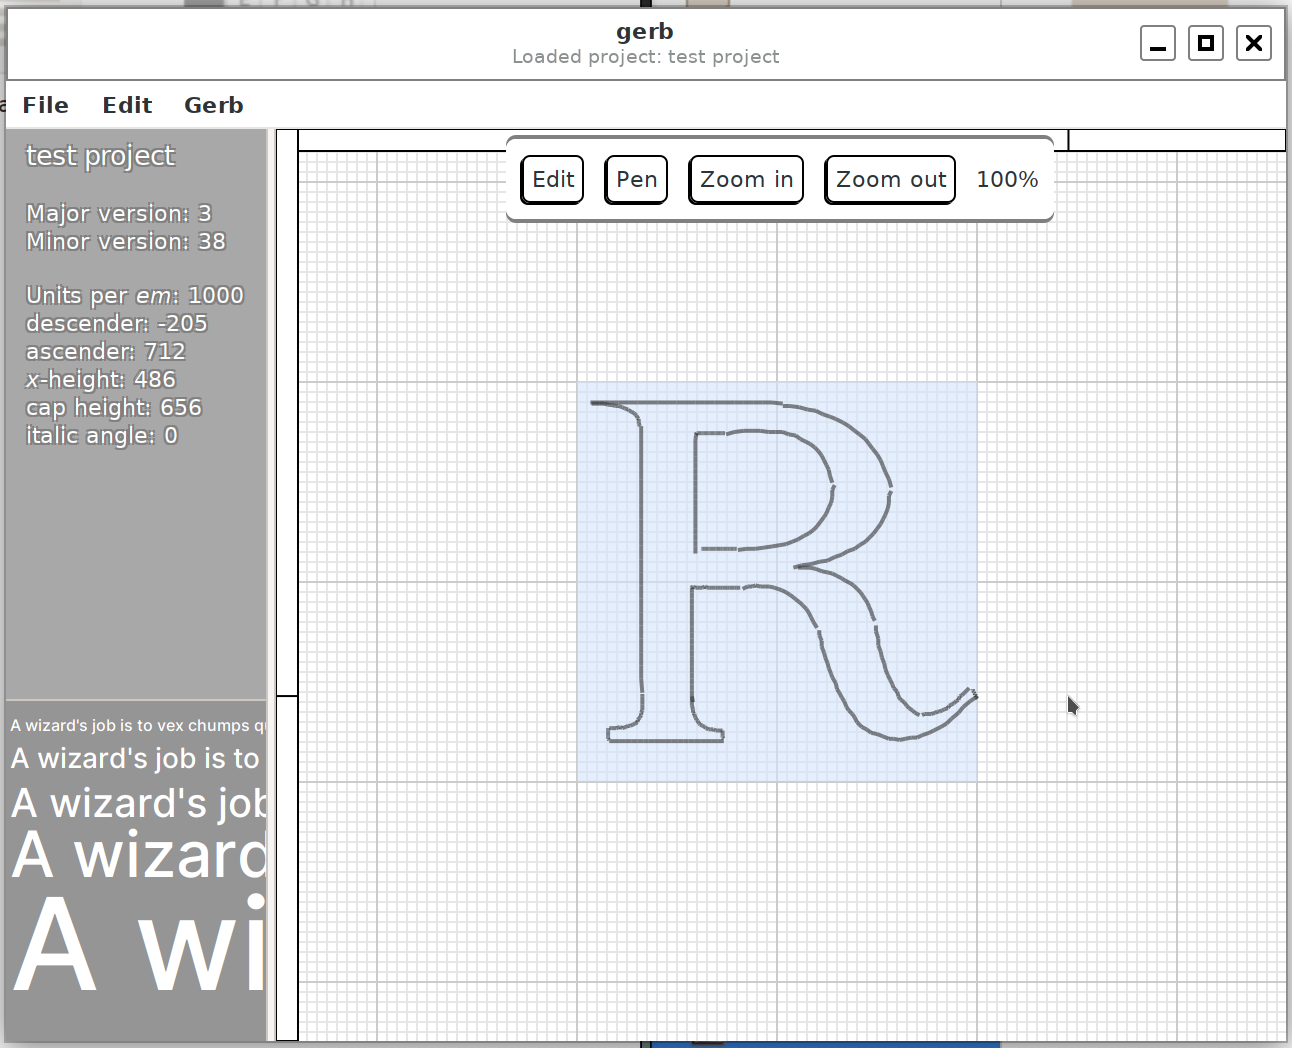 gerb
Loaded project: test project
File Edit Gerb
test project
Major version: 3
Minor version: 38
Units per em: 1000
descender: -205
ascender: 712
x-height: 486
cap height: 656
italic angle: 0
Edit Pen Zoom in Zoom out 100%
R
A wizard's job is to vex chumps qu
A wizard's job is to
A wizard's job
A wizard
A wi